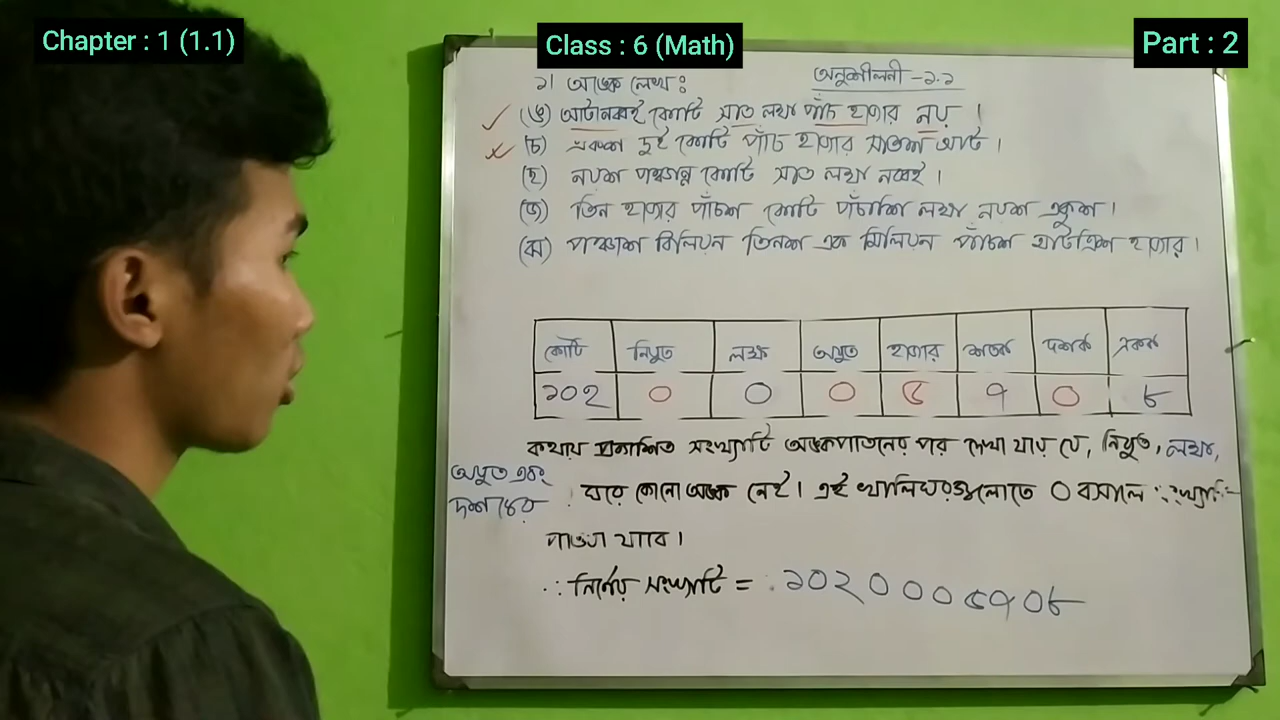 Chapter : 1 (1.1)
Class : 6 (Math)
Part : 2
অনুশীলনী -১.১
১। অঙ্কে লেখ :
(ঙ) আটানব্বই কোটি সাত লক্ষ পাঁচ হাজার নয় ।
(চ) একশ দুই কোটি পাঁচ হাজার সাতশ আট ।
(ছ) নয়শ পঞ্চান্ন কোটি সাত লক্ষ নব্বই ।
(জ) তিন হাজার পাঁচশ কোটি পঁচাশি লক্ষ নয়শ একুশ ।
(ঝ) পঞ্চাশ বিলিয়ন তিনশ এক মিলিয়ন পাঁচশ আটত্রিশ হাজার ।
কোটি নিযুত লক্ষ অযুত হাজার শতক দশক একক
১০২ ০ ০ ০ ৫ ৭ ০ ৮
কথায় প্রকাশিত সংখ্যাটি অঙ্কপাতনের পর দেখা যায় যে, নিযুত, লক্ষ,
অযুত এবং
দশকের ঘরে কোনো অঙ্ক নেই। এই খালিঘরগুলোতে ০ বসালে
পাওয়া যাবে।
∴ নির্ণেয় সংখ্যাটি = ১০২০০০৫৭০৮